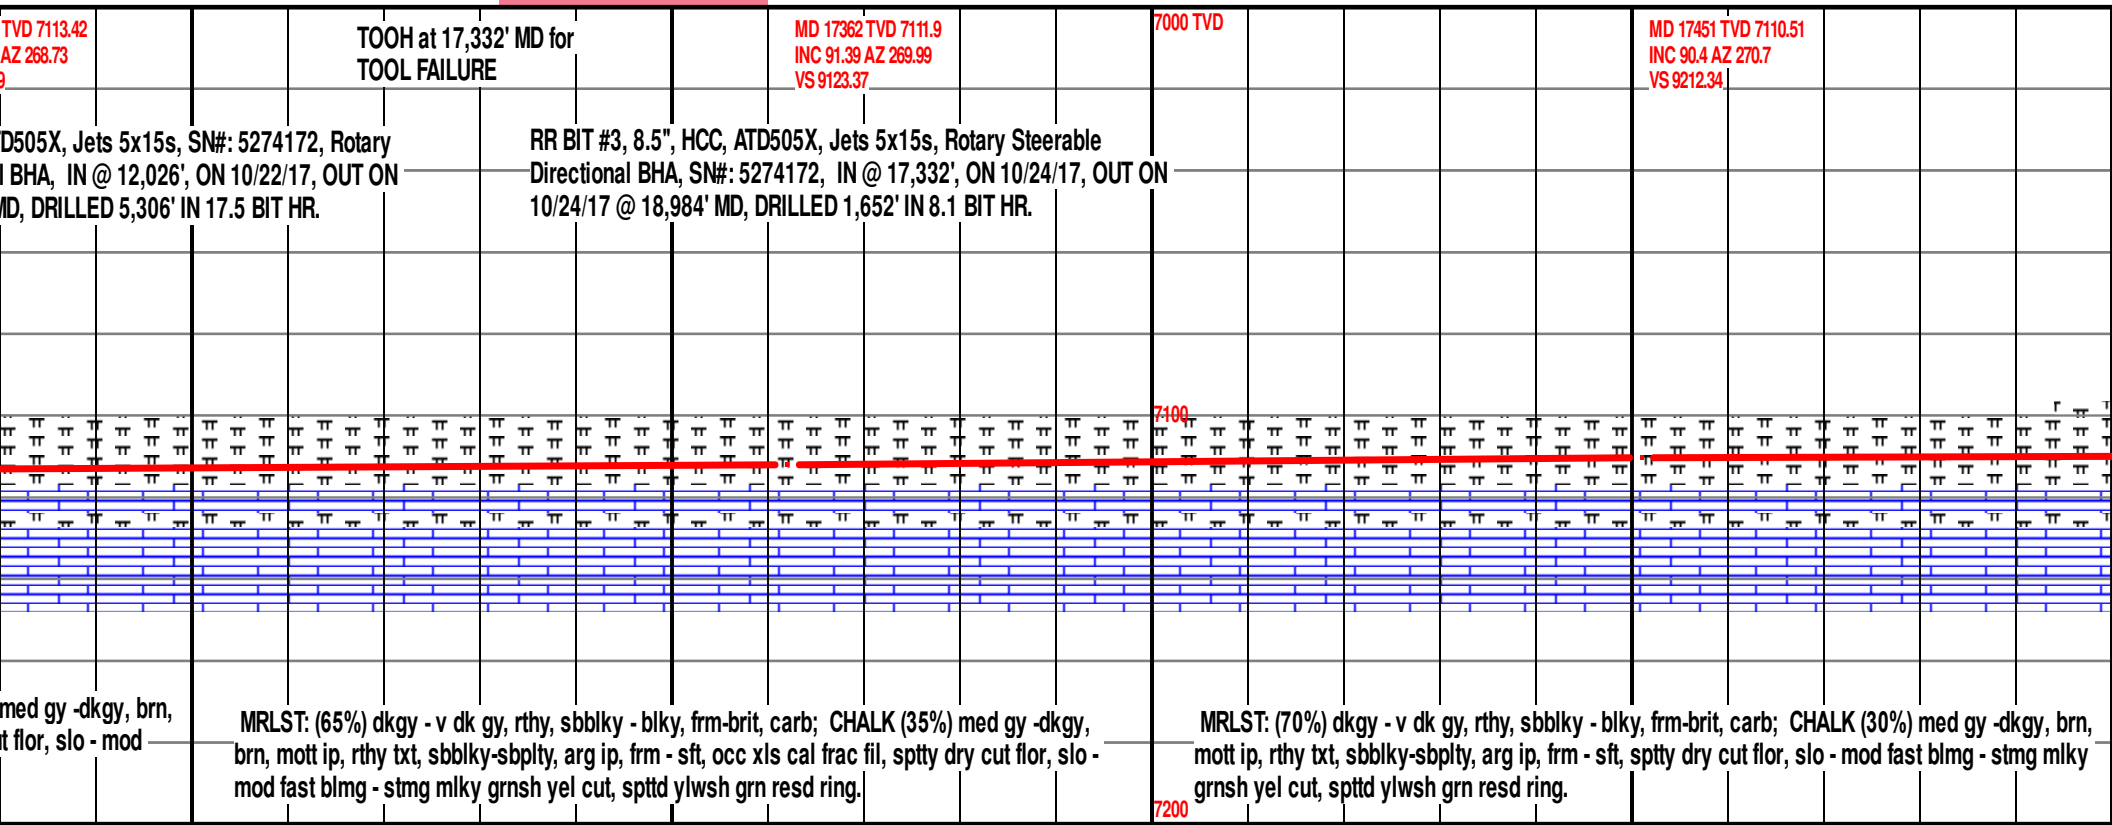 TVD 7113.42
AZ 268.73
9
TOOH at 17,332' MD for
TOOL FAILURE
MD 17362 TVD 7111.9
INC 91.39 AZ 269.99
VS 9123.37
7000 TVD
MD 17451 TVD 7110.51
INC 90.4 AZ 270.7
VS 9212.34
D505X, Jets 5x15s, SN#: 5274172, Rotary
l BHA, IN @ 12,026', ON 10/22/17, OUT ON
MD, DRILLED 5,306' IN 17.5 BIT HR.
RR BIT #3, 8.5", HCC, ATD505X, Jets 5x15s, Rotary Steerable
Directional BHA, SN#: 5274172, IN @ 17,332', ON 10/24/17, OUT ON
10/24/17 @ 18,984' MD, DRILLED 1,652' IN 8.1 BIT HR.
7100
med gy -dkgy, brn,
t flor, slo - mod
MRLST: (65%) dkgy - v dk gy, rthy, sbblky - blky, frm-brit, carb; CHALK (35%) med gy -dkgy,
brn, mott ip, rthy txt, sbblky-sbplty, arg ip, frm - sft, occ xls cal frac fil, sptty dry cut flor, slo -
mod fast blmg - stmg mlky grnsh yel cut, spttd ylwsh grn resd ring.
MRLST: (70%) dkgy - v dk gy, rthy, sbblky - blky, frm-brit, carb; CHALK (30%) med gy -dkgy, brn,
mott ip, rthy txt, sbblky-sbplty, arg ip, frm - sft, sptty dry cut flor, slo - mod fast blmg - stmg mlky
grnsh yel cut, spttd ylwsh grn resd ring.
7200